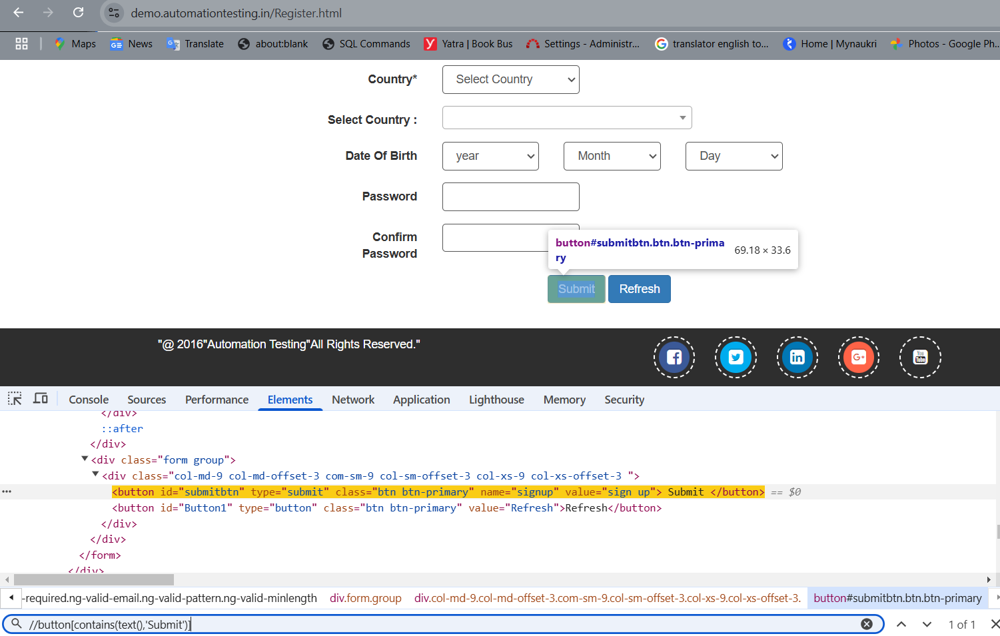 demo.automationtesting.in/Register.html
Maps News Translate about:blank SQL Commands Yatra | Book Bus Settings - Administr... translator english to... Home | Mynaukri Photos - Google Ph...
Country* Select Country
Select Country :
Date Of Birth year Month Day
Password
Confirm
Password
button#submitbtn.btn.btn-prima
ry
69.18 × 33.6
Submit Refresh
"@ 2016"Automation Testing"All Rights Reserved."
Console Sources Performance Elements Network Application Lighthouse Memory Security
</div>
::after
</div>
<div class="form group">
<div class="col-md-9 col-md-offset-3 com-sm-9 col-sm-offset-3 col-xs-9 col-xs-offset-3 ">
<button id="submitbtn" type="submit" class="btn btn-primary" name="signup" value="sign up"> Submit </button> == $0
<button id="Button1" type="button" class="btn btn-primary" value="Refresh">Refresh</button>
</div>
</div>
</form>
</div>
-required.ng-valid-email.ng-valid-pattern.ng-valid-minlength div.form.group div.col-md-9.col-md-offset-3.com-sm-9.col-sm-offset-3.col-xs-9.col-xs-offset-3. button#submitbtn.btn.btn-primary
//button[contains(text(),'Submit')] 1 of 1